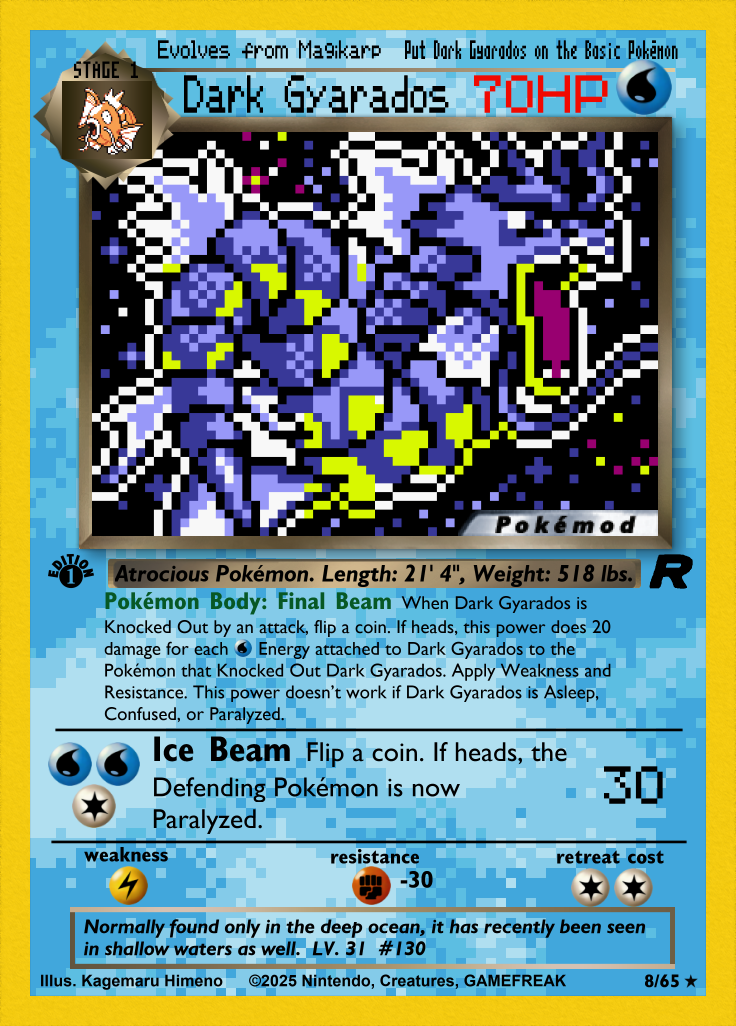 Evolves from Magikarp Put Dark Gyarados on the Basic Pokémon
STAGE 1
Dark Gyarados 70HP
Pokémod
EDITION
1
Atrocious Pokémon. Length: 21' 4", Weight: 518 lbs.
R
Pokémon Body: Final Beam When Dark Gyarados is
Knocked Out by an attack, flip a coin. If heads, this power does 20
damage for each Energy attached to Dark Gyarados to the
Pokémon that Knocked Out Dark Gyarados. Apply Weakness and
Resistance. This power doesn't work if Dark Gyarados is Asleep,
Confused, or Paralyzed.
Ice Beam Flip a coin. If heads, the
Defending Pokémon is now
Paralyzed.
30
weakness resistance retreat cost
-30
Normally found only in the deep ocean, it has recently been seen
in shallow waters as well. LV. 31 #130
Illus. Kagemaru Himeno ©2025 Nintendo, Creatures, GAMEFREAK 8/65 ★